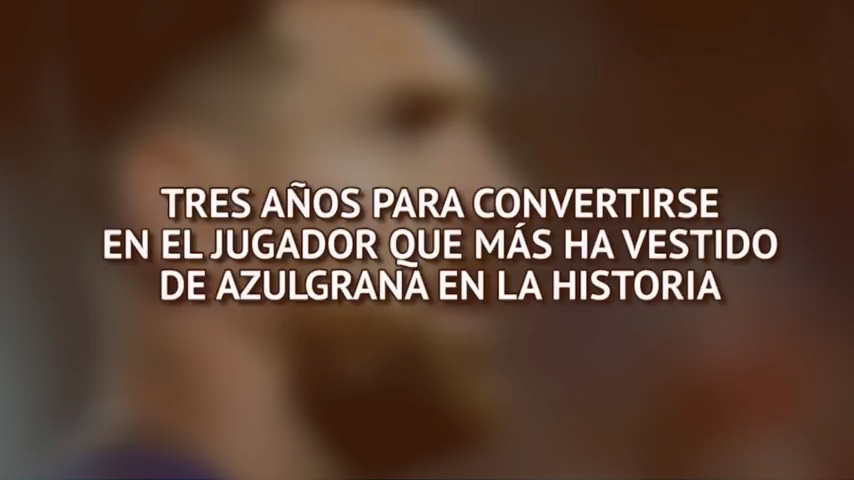 TRES AÑOS PARA CONVERTIRSE
EN EL JUGADOR QUE MÁS HA VESTIDO
DE AZULGRANA EN LA HISTORIA